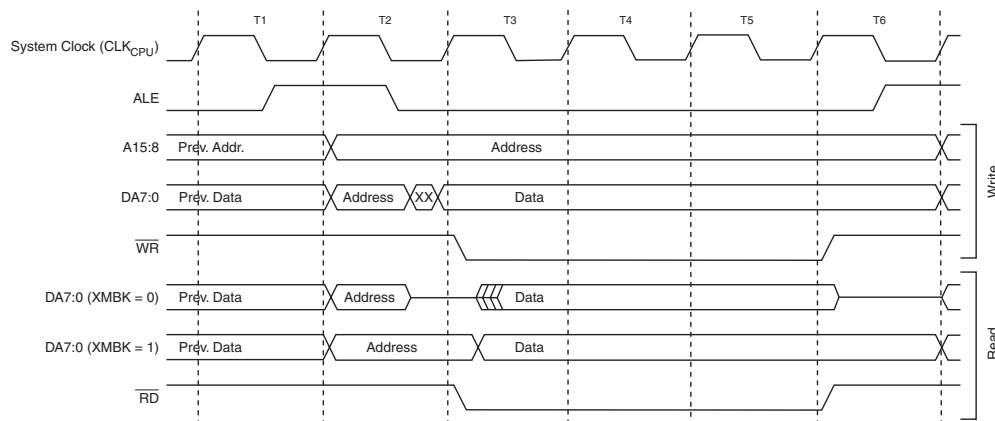 T1 T2 T3 T4 T5 T6
System Clock (CLKCPU)
ALE
A15:8 Prev. Addr. Address
DA7:0 Prev. Data Address XX Data
WR
Write
DA7:0 (XMBK = 0) Prev. Data Address Data
DA7:0 (XMBK = 1) Prev. Data Address Data
RD
Read